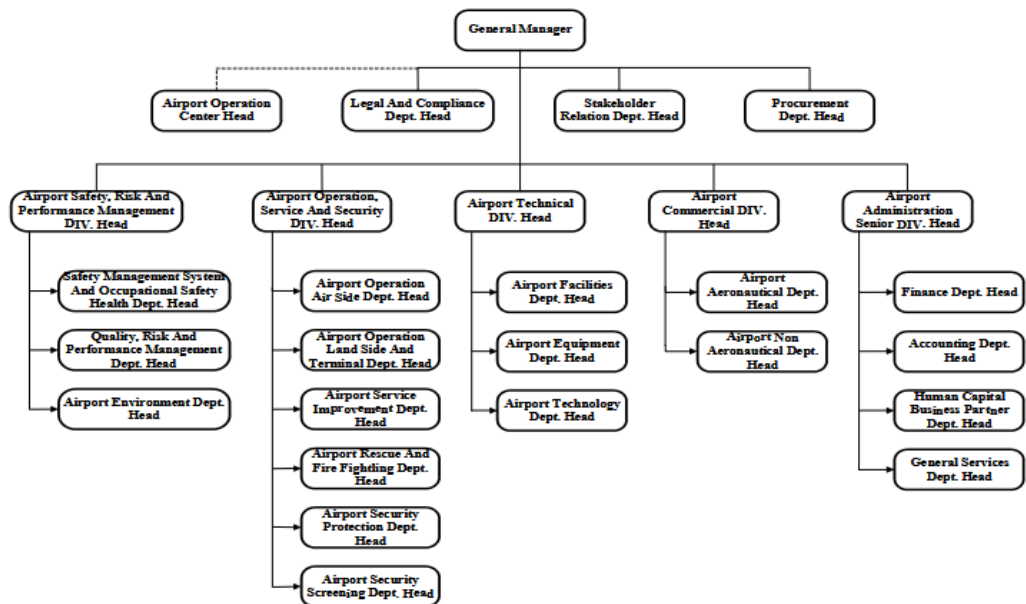 General Manager
Airport Operation
Center Head
Legal And Compliance
Dept. Head
Stakeholder
Relation Dept. Head
Procurement
Dept. Head
Airport Safety, Risk And
Performance Management
DIV. Head
Airport Operation,
Service And Security
DIV. Head
Airport Technical
DIV. Head
Airport
Commercial DIV.
Head
Airport
Administration
Senior DIV. Head
Safety Management System
And Occupational Safety
Health Dept. Head
Quality, Risk And
Performance Management
Dept. Head
Airport Environment Dept.
Head
Airport Operation
Air Side Dept. Head
Airport Operation
Land Side And
Terminal Dept. Head
Airport Service
Improvement Dept.
Head
Airport Rescue And
Fire Fightling Dept.
Head
Airport Security
Protection Dept.
Head
Airport Security
Screening Dept. Head
Airport Facilities
Dept. Head
Airport Equipment
Dept. Head
Airport Technology
Dept. Head
Airport
Aeronautical Dept.
Head
Airport Non
Aeronautical Dept.
Head
Finance Dept. Head
Accounting Dept.
Head
Human Capital
Business Partner
Dept. Head
General Services
Dept. Head